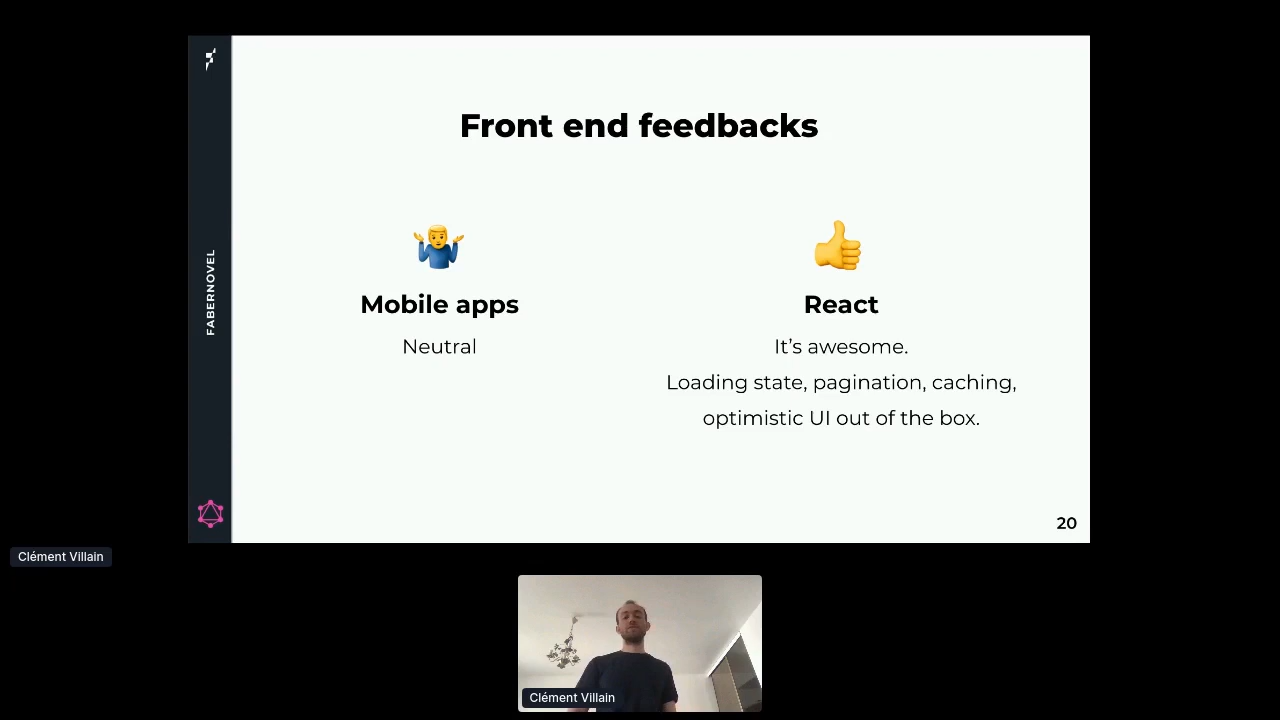 Front end feedbacks
FABERNOVEL
Mobile apps
Neutral
React
It’s awesome.
Loading state, pagination, caching,
optimistic UI out of the box.
20
Clément Villain
Clément Villain